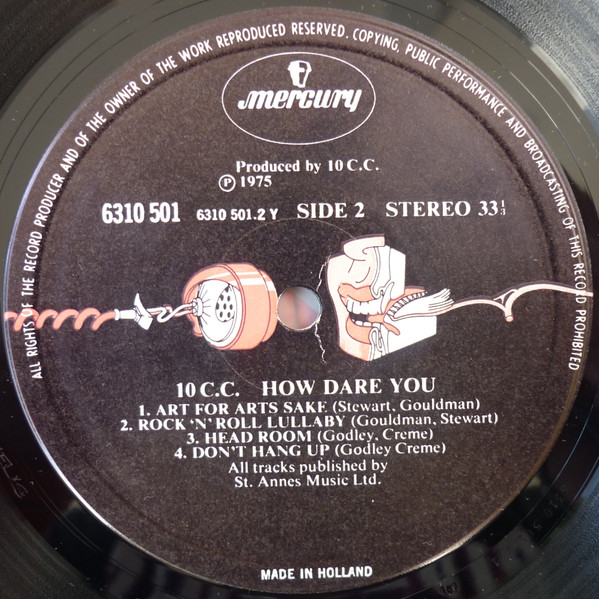 ALL RIGHTS OF THE RECORD PRODUCER AND OF THE OWNER OF THE WORK REPRODUCED RESERVED. COPYING, PUBLIC PERFORMANCE AND BROADCASTING OF THIS RECORD PROHIBITED
mercury
Produced by 10 C.C.
Ⓟ 1975
6310 501 6310 501.2 Y SIDE 2 STEREO 33⅓
10 C.C. HOW DARE YOU
1. ART FOR ARTS SAKE (Stewart, Gouldman)
2. ROCK 'N' ROLL LULLABY (Gouldman, Stewart)
3. HEAD ROOM (Godley, Creme)
4. DON'T HANG UP (Godley Creme)
All tracks published by
St. Annes Music Ltd.
MADE IN HOLLAND